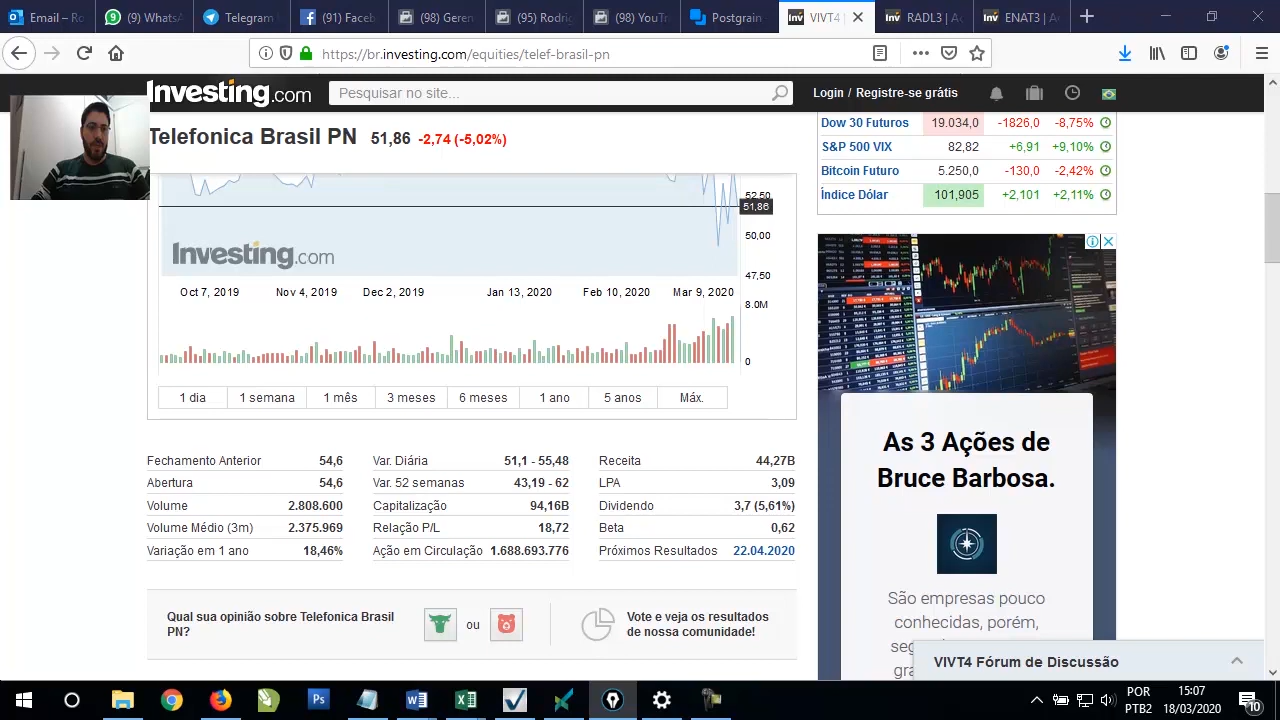 Email – Ro
(9) WhatsA
Telegram
(91) Faceb
(98) Geren
(85) Rodrig
(98) YouTu
Postgrain
VIVT4 |
RADL3 | A
ENAT3 | A
https://br.investing.com/equities/telef-brasil-pn
Investing.com
Pesquisar no site...
Login / Registre-se grátis
Telefonica Brasil PN 51,86 -2,74 (-5,02%)
Dow 30 Futuros 19.034,0 -1826,0 -8,75%
S&P 500 VIX 82,82 +6,91 +9,10%
Bitcoin Futuro 5.250,0 -130,0 -2,42%
Índice Dólar 101,905 +2,101 +2,11%
52,50
51,86
50,00
47,50
Investing.com
Oct 7, 2019 Nov 4, 2019 Dec 2, 2019 Jan 13, 2020 Feb 10, 2020 Mar 9, 2020
8.0M
0
1 dia 1 semana 1 mês 3 meses 6 meses 1 ano 5 anos Máx.
Fechamento Anterior 54,6 Var. Diária 51,1 - 55,48 Receita 44,27B
Abertura 54,6 Var. 52 semanas 43,19 - 62 LPA 3,09
Volume 2.808.600 Capitalização 94,16B Dividendo 3,7 (5,61%)
Volume Médio (3m) 2.375.969 Relação P/L 18,72 Beta 0,62
Variação em 1 ano 18,46% Ação em Circulação 1.688.693.776 Próximos Resultados 22.04.2020
Qual sua opinião sobre Telefonica Brasil
PN?
ou
Vote e veja os resultados
de nossa comunidade!
As 3 Ações de
Bruce Barbosa.
São empresas pouco
conhecidas, porém,
VIVT4 Fórum de Discussão
Ps
POR
PTB2
15:07
18/03/2020
10